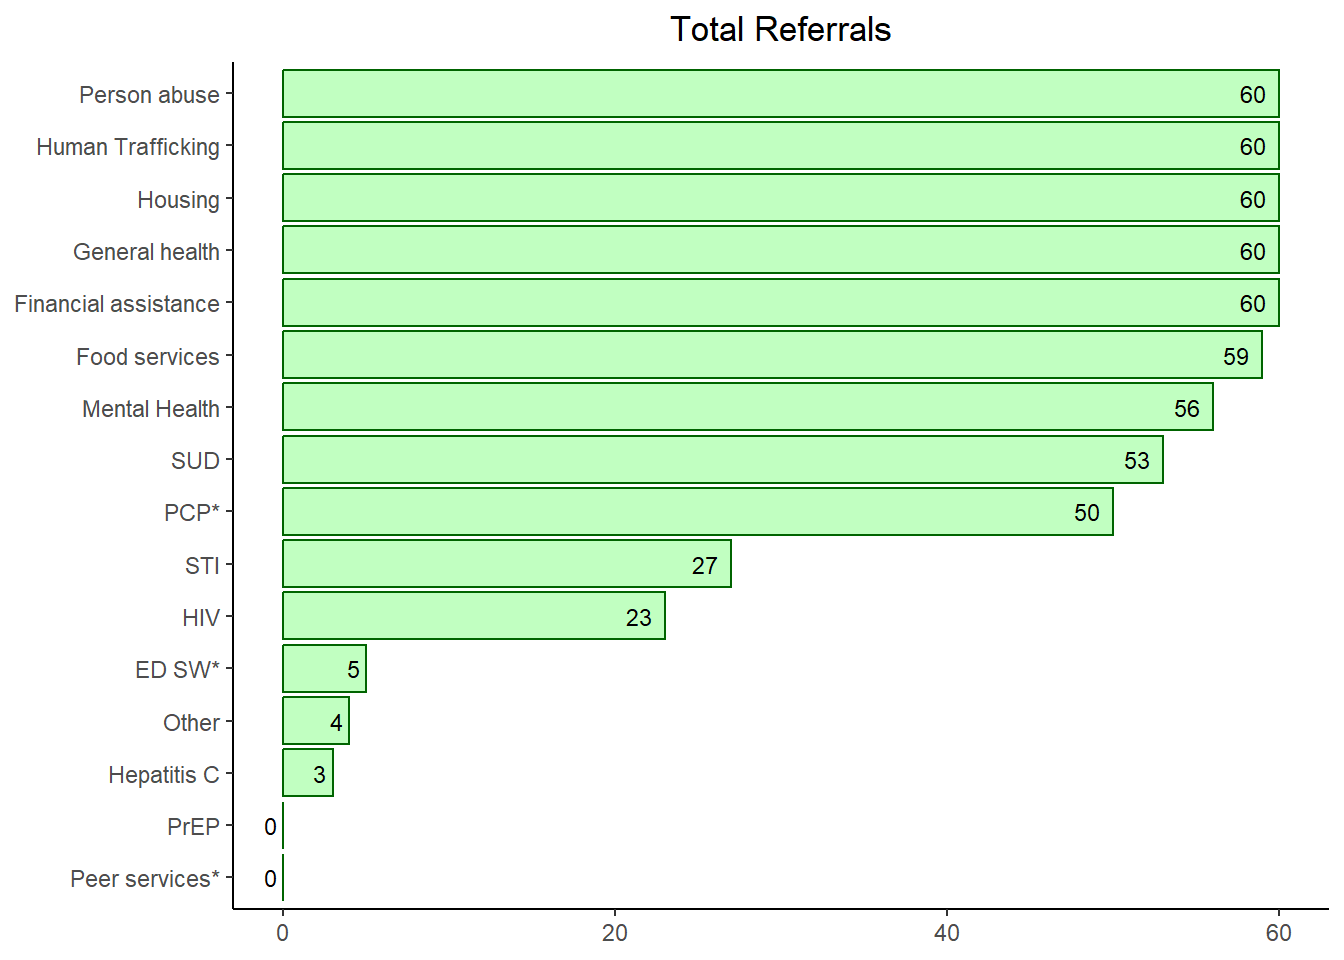 Total Referrals
Person abuse 60
Human Trafficking 60
Housing 60
General health 60
Financial assistance 60
Food services 59
Mental Health 56
SUD 53
PCP* 50
STI 27
HIV 23
ED SW* 5
Other 4
Hepatitis C 3
PrEP 0
Peer services* 0
0 20 40 60